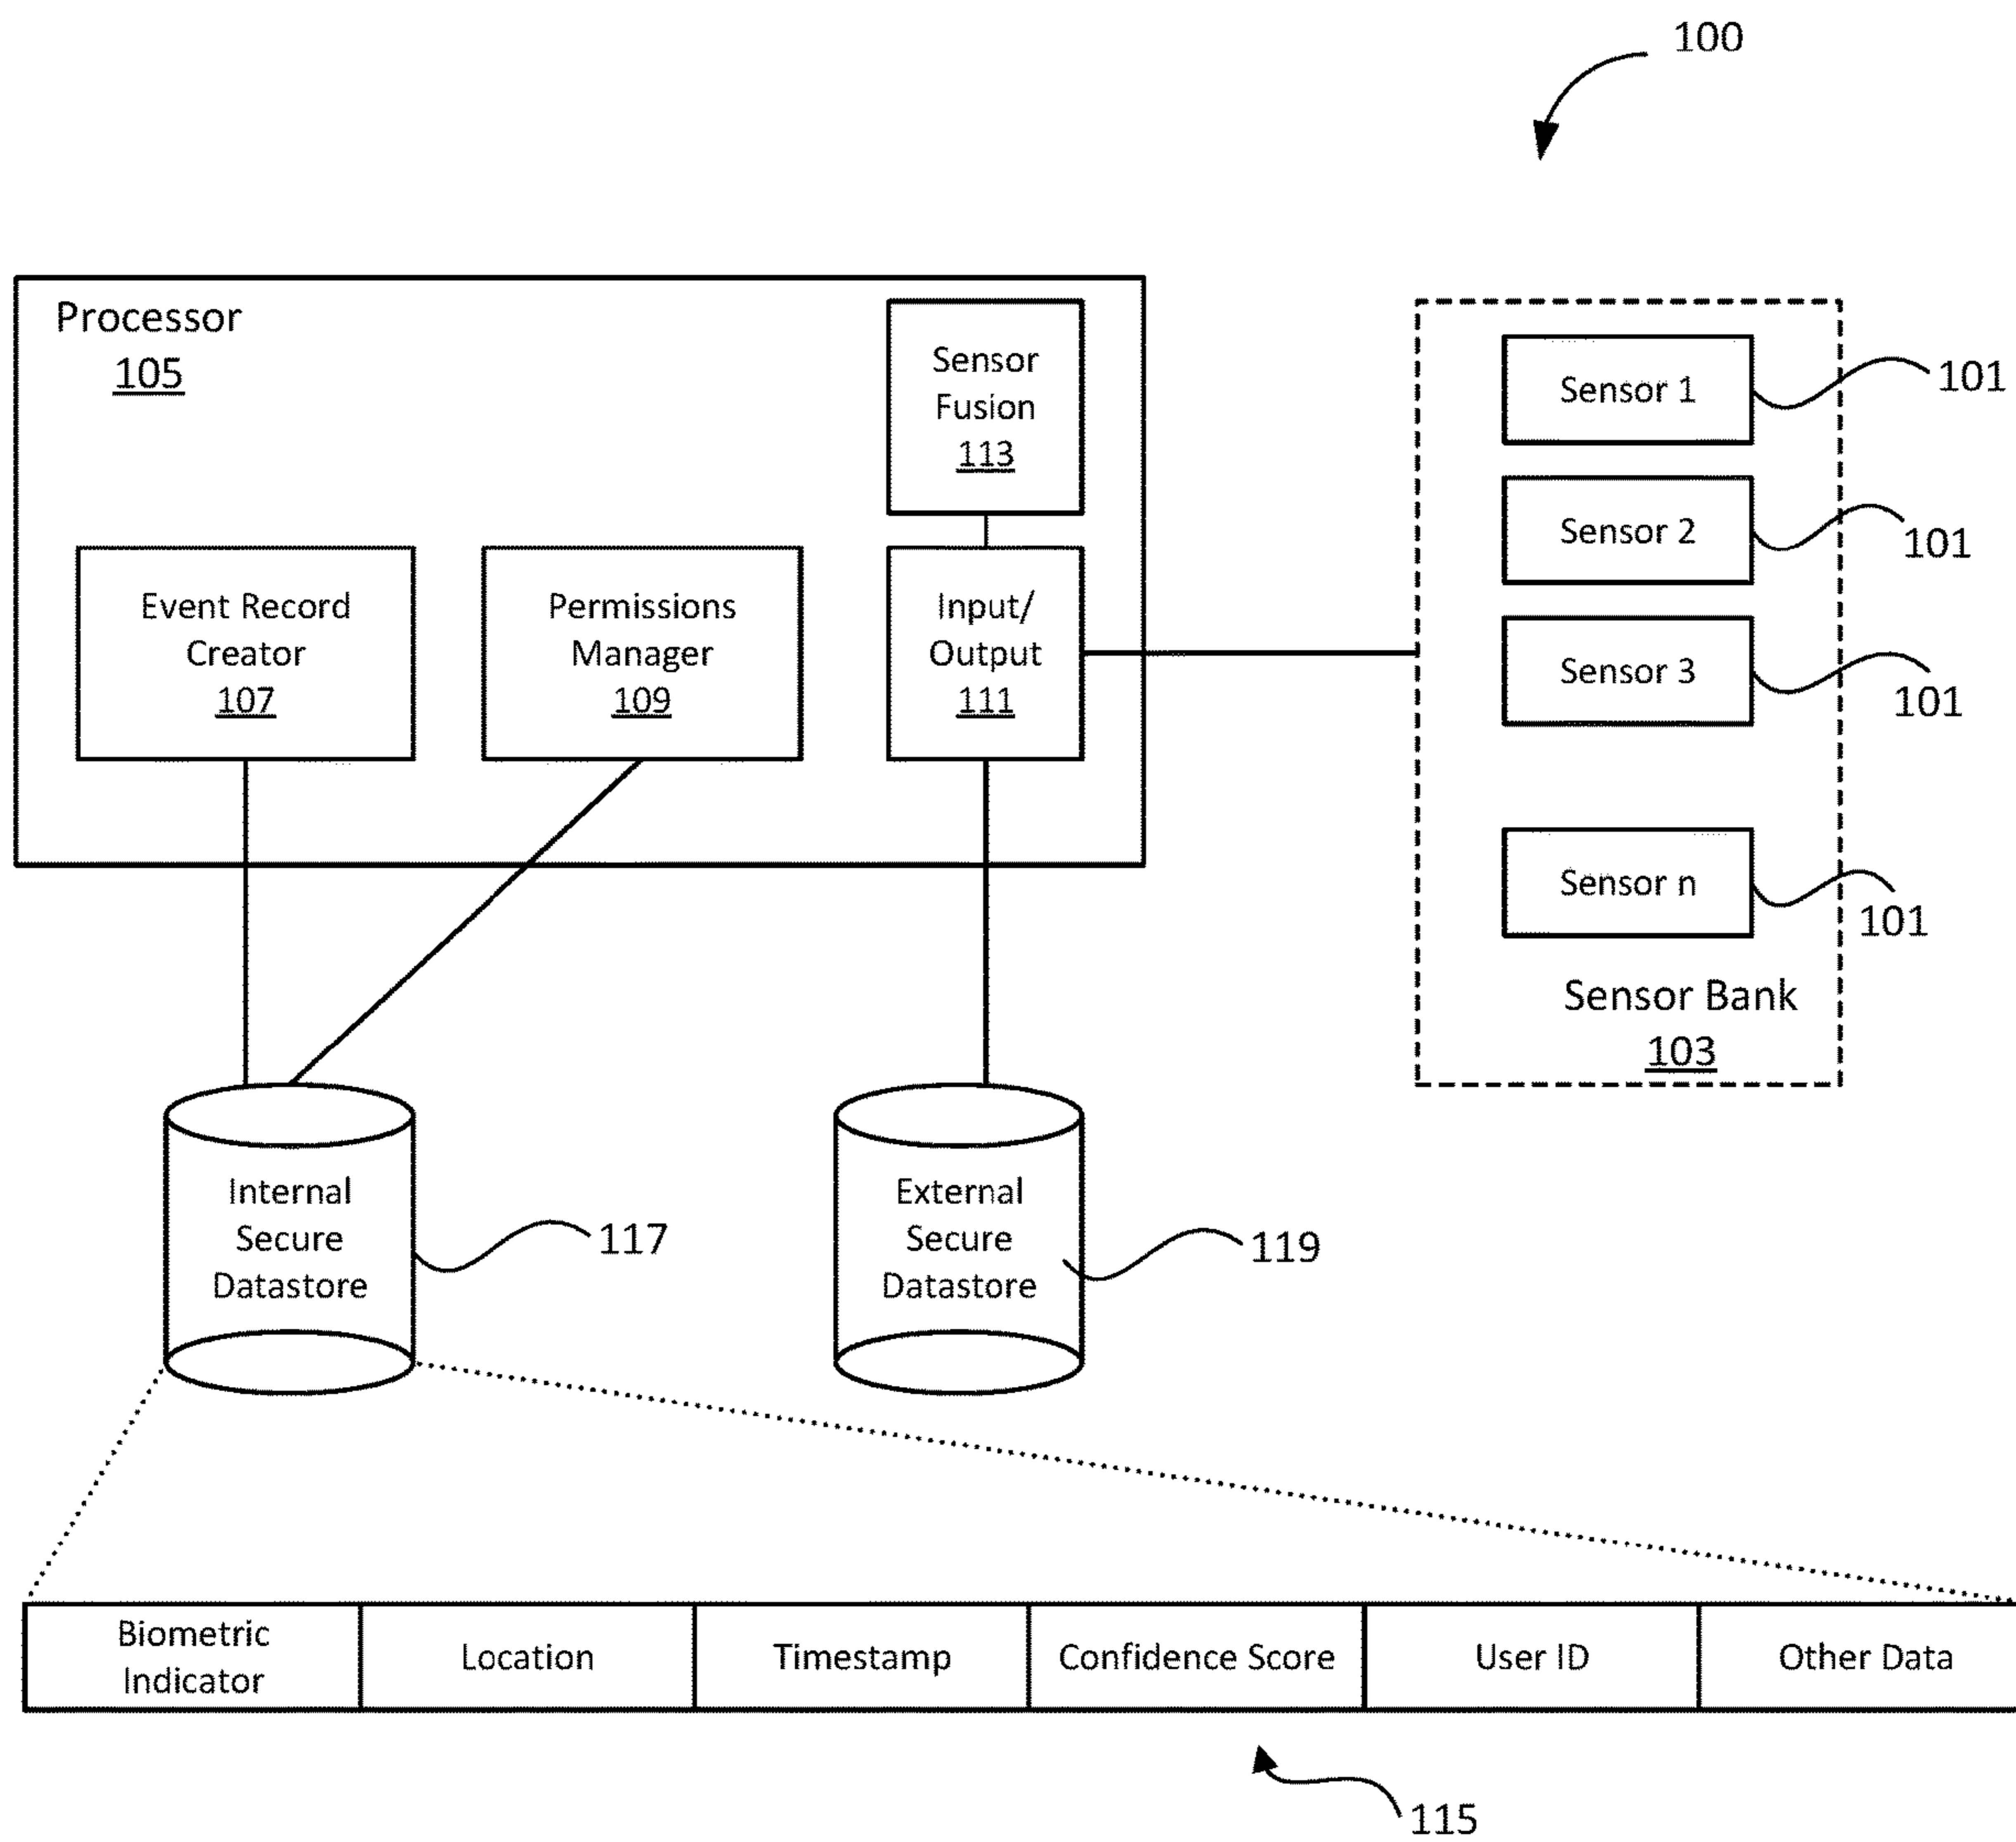 100
Processor
105
Sensor
Fusion
113
Event Record
Creator
107
Permissions
Manager
109
Input/
Output
111
Sensor 1
101
Sensor 2
101
Sensor 3
101
Sensor n
101
Sensor Bank
103
Internal
Secure
Datastore
117
External
Secure
Datastore
119
Biometric
Indicator
Location
Timestamp
Confidence Score
User ID
Other Data
115